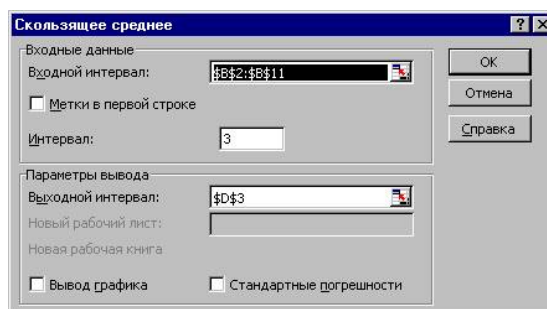 Скользящее среднее
Входные данные
Входной интервал: $B$2:$B$11
Метки в первой строке
Интервал: 3
Параметры вывода
Выходной интервал: $D$3
Новый рабочий лист:
Новая рабочая книга
Вывод графика Стандартные погрешности
OK
Отмена
Справка